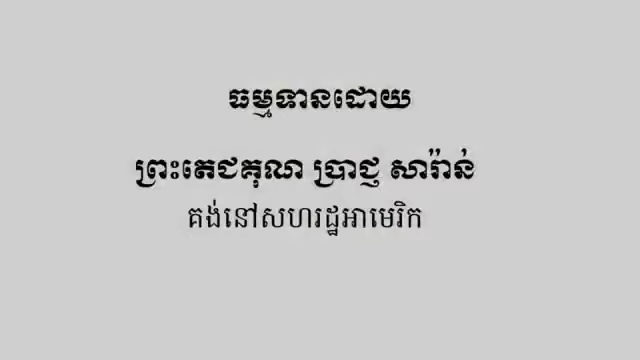 ធម្មទានដោយ
ព្រះតេជគុណ ប្រាជ្ញ សារ៉ាន់
គង់នៅសហរដ្ឋអាមេរិក